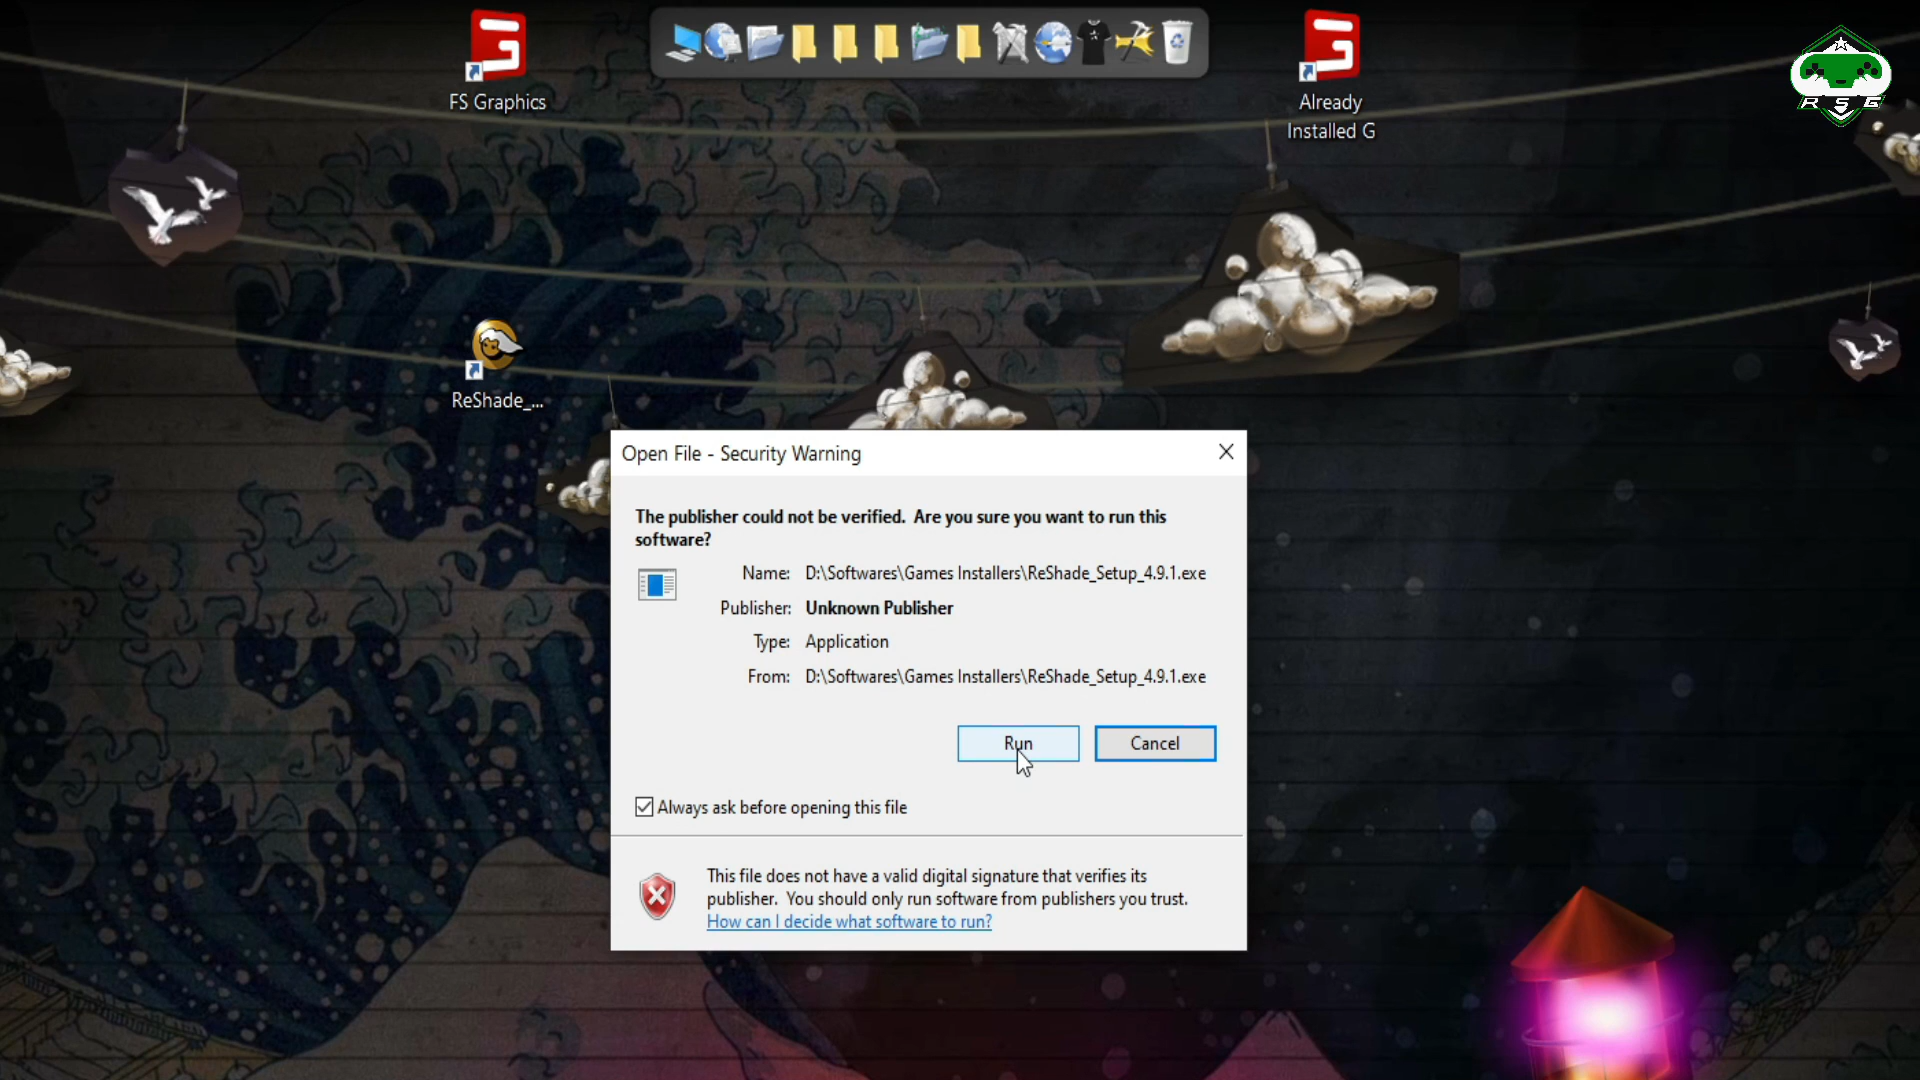 FS Graphics
Already
Installed G
RSG
ReShade_...
Open File - Security Warning
The publisher could not be verified.  Are you sure you want to run this
software?
Name: D:\Softwares\Games Installers\ReShade_Setup_4.9.1.exe
Publisher: Unknown Publisher
Type: Application
From: D:\Softwares\Games Installers\ReShade_Setup_4.9.1.exe
Run
Cancel
Always ask before opening this file
This file does not have a valid digital signature that verifies its
publisher.  You should only run software from publishers you trust.
How can I decide what software to run?